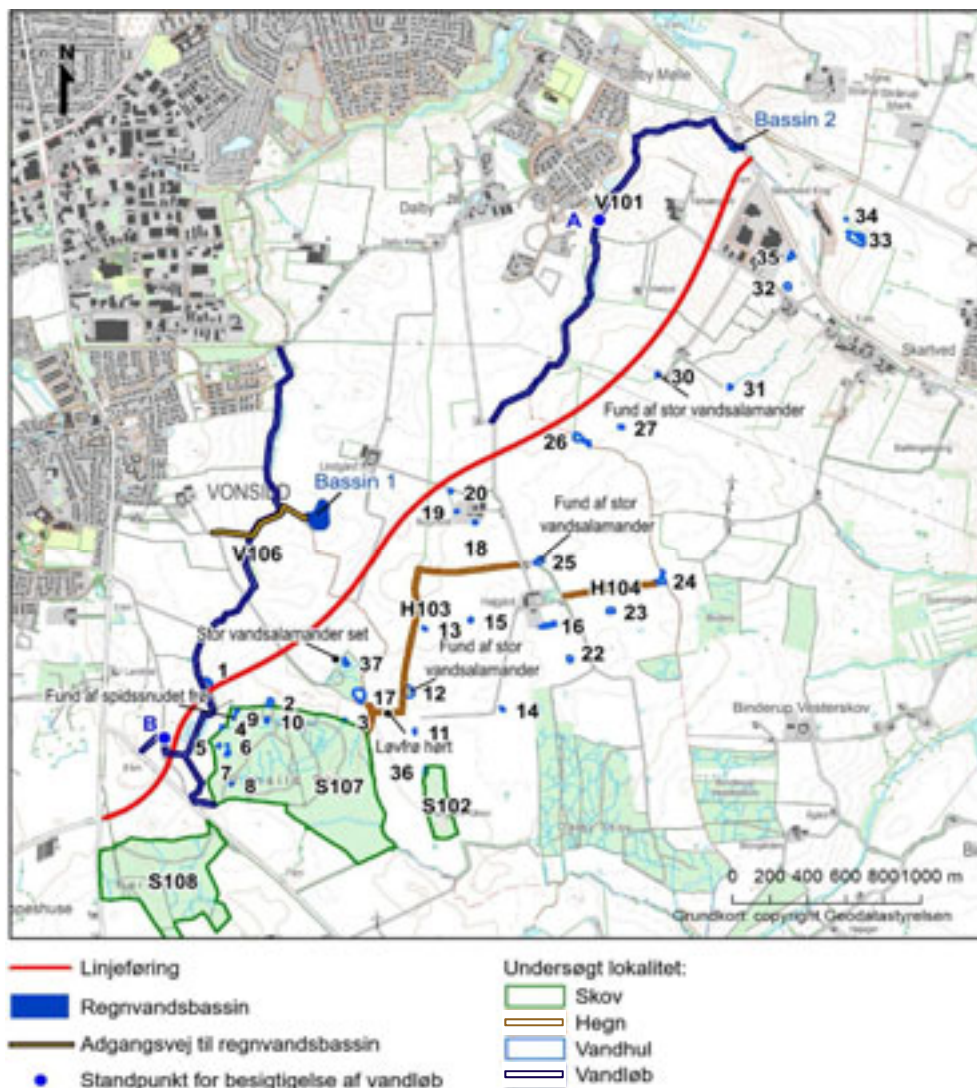 N
Dalby Mølle
Bassin 2
V101
A
Dalby
34
33
35
32
Skartved
30
31
Fund af stor vandsalamander
27
26
VONSILD
Bassin 1
20
19
Fund af stor
vandsalamander
18
V106
25
24
H104
H103
23
13
15
16
Stor vandsalamander set
Fund af stor
vandsalamander
22
37
1
12
Fund af spidssnudet frø
2
17
14
B
9
10
4
3
Løvfrø hørt
11
Binderup Vesterskov
5
6
7
8
S107
36
S102
S108
0 200 400 600 800 1000 m
Grundkort: copyright Geodatastyrelsen
Linjeføring
Regnvandsbassin
Adgangsvej til regnvandsbassin
Standpunkt for besigtigelse af vandløb
Undersøgt lokalitet:
Skov
Hegn
Vandhul
Vandløb